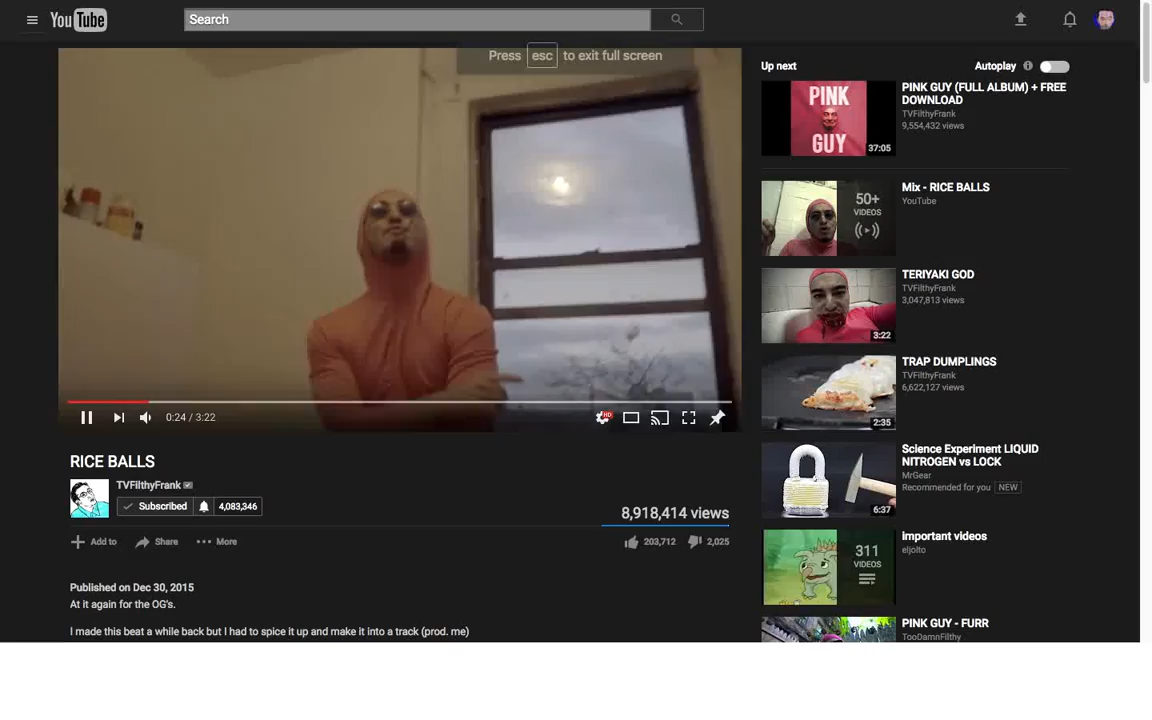 YouTube
Search
Press esc to exit full screen
0:24 / 3:22
HD
RICE BALLS
TVFilthyFrank
Subscribed
4,083,346
8,918,414 views
Add to
Share
More
203,712
2,025
Published on Dec 30, 2015
At it again for the OG's.
I made this beat a while back but I had to spice it up and make it into a track (prod. me)
Up next
Autoplay
PINK
GUY
37:05
PINK GUY (FULL ALBUM) + FREE
DOWNLOAD
TVFilthyFrank
9,554,432 views
50+
VIDEOS
Mix - RICE BALLS
YouTube
3:22
TERIYAKI GOD
TVFilthyFrank
3,047,813 views
2:35
TRAP DUMPLINGS
TVFilthyFrank
6,622,127 views
6:37
Science Experiment LIQUID
NITROGEN vs LOCK
MrGear
Recommended for you NEW
311
VIDEOS
important videos
eljolto
PINK GUY - FURR
TooDamnFilthy